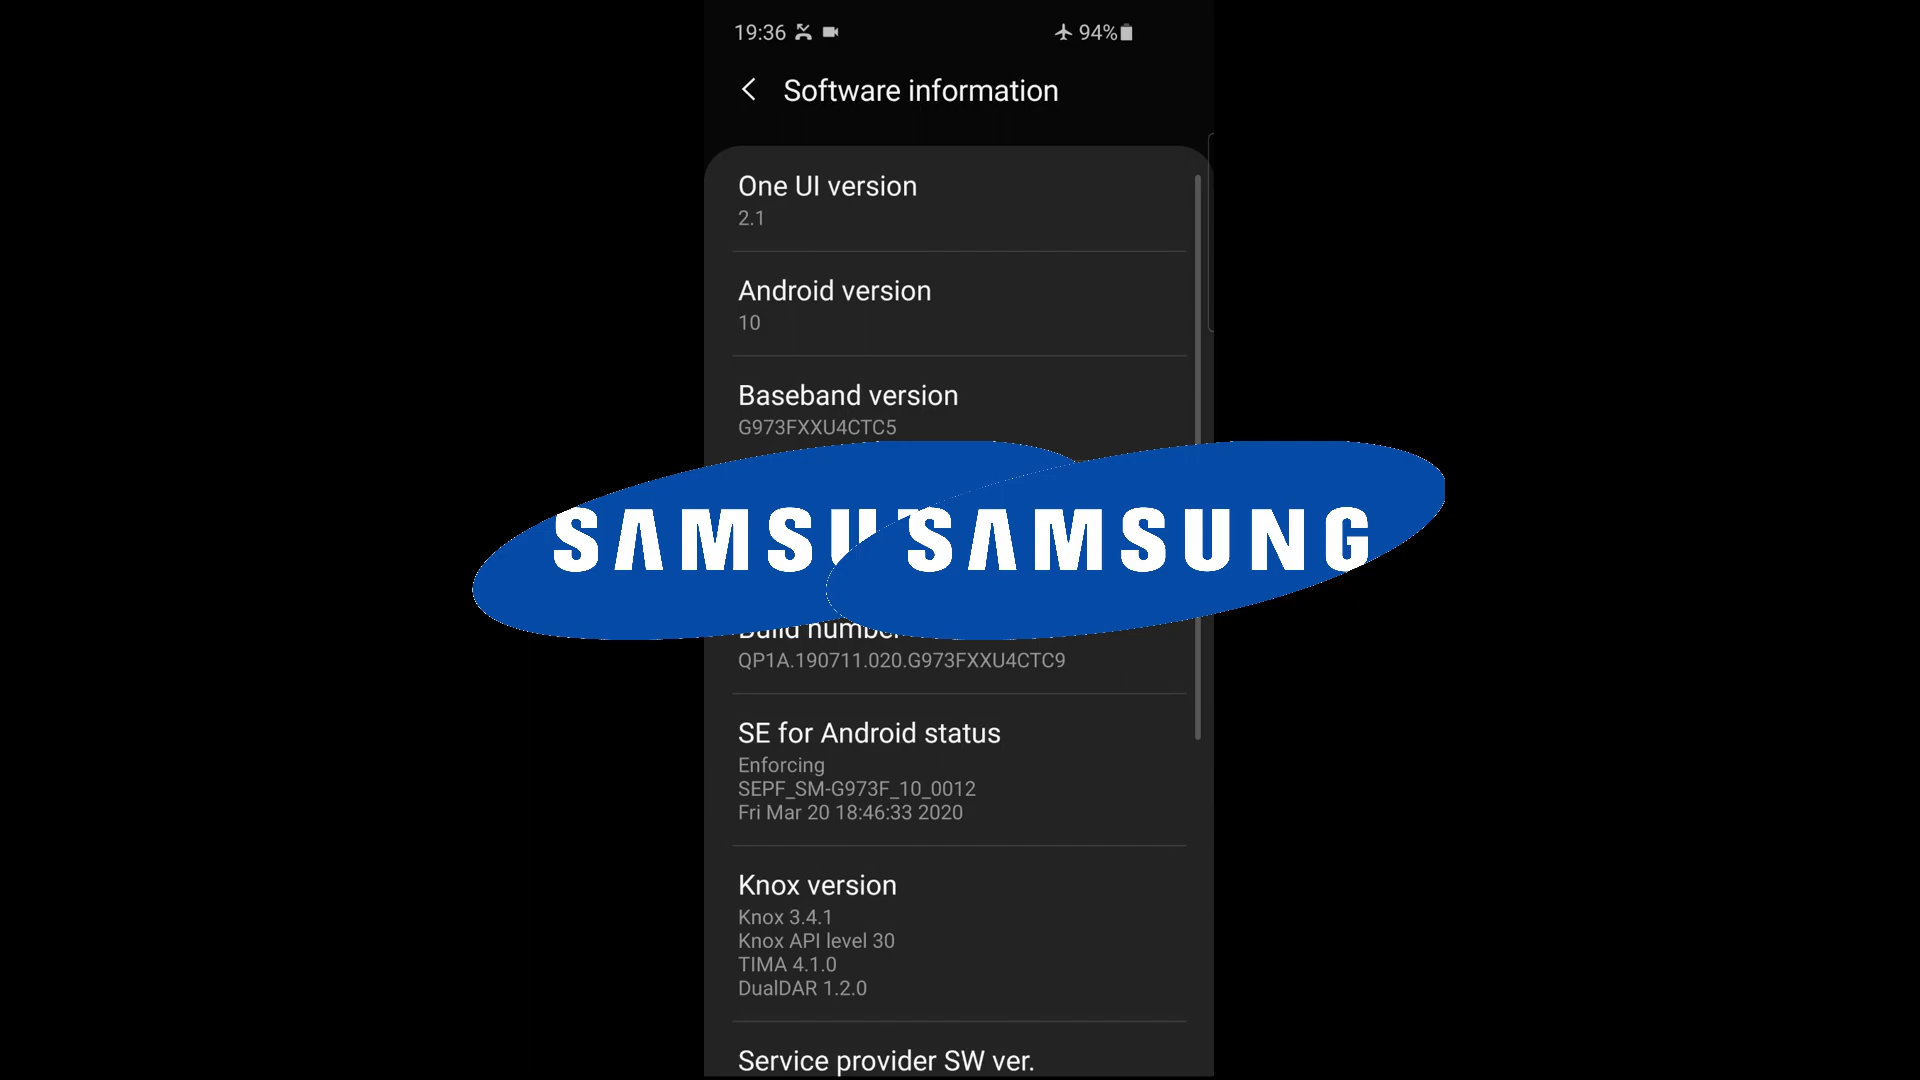 19:36
94%
Software information
One UI version
2.1
Android version
10
Baseband version
G973FXXU4CTC5
SAMSU
SAMSUNG
Build number
QP1A.190711.020.G973FXXU4CTC9
SE for Android status
Enforcing
SEPF_SM-G973F_10_0012
Fri Mar 20 18:46:33 2020
Knox version
Knox 3.4.1
Knox API level 30
TIMA 4.1.0
DualDAR 1.2.0
Service provider SW ver.